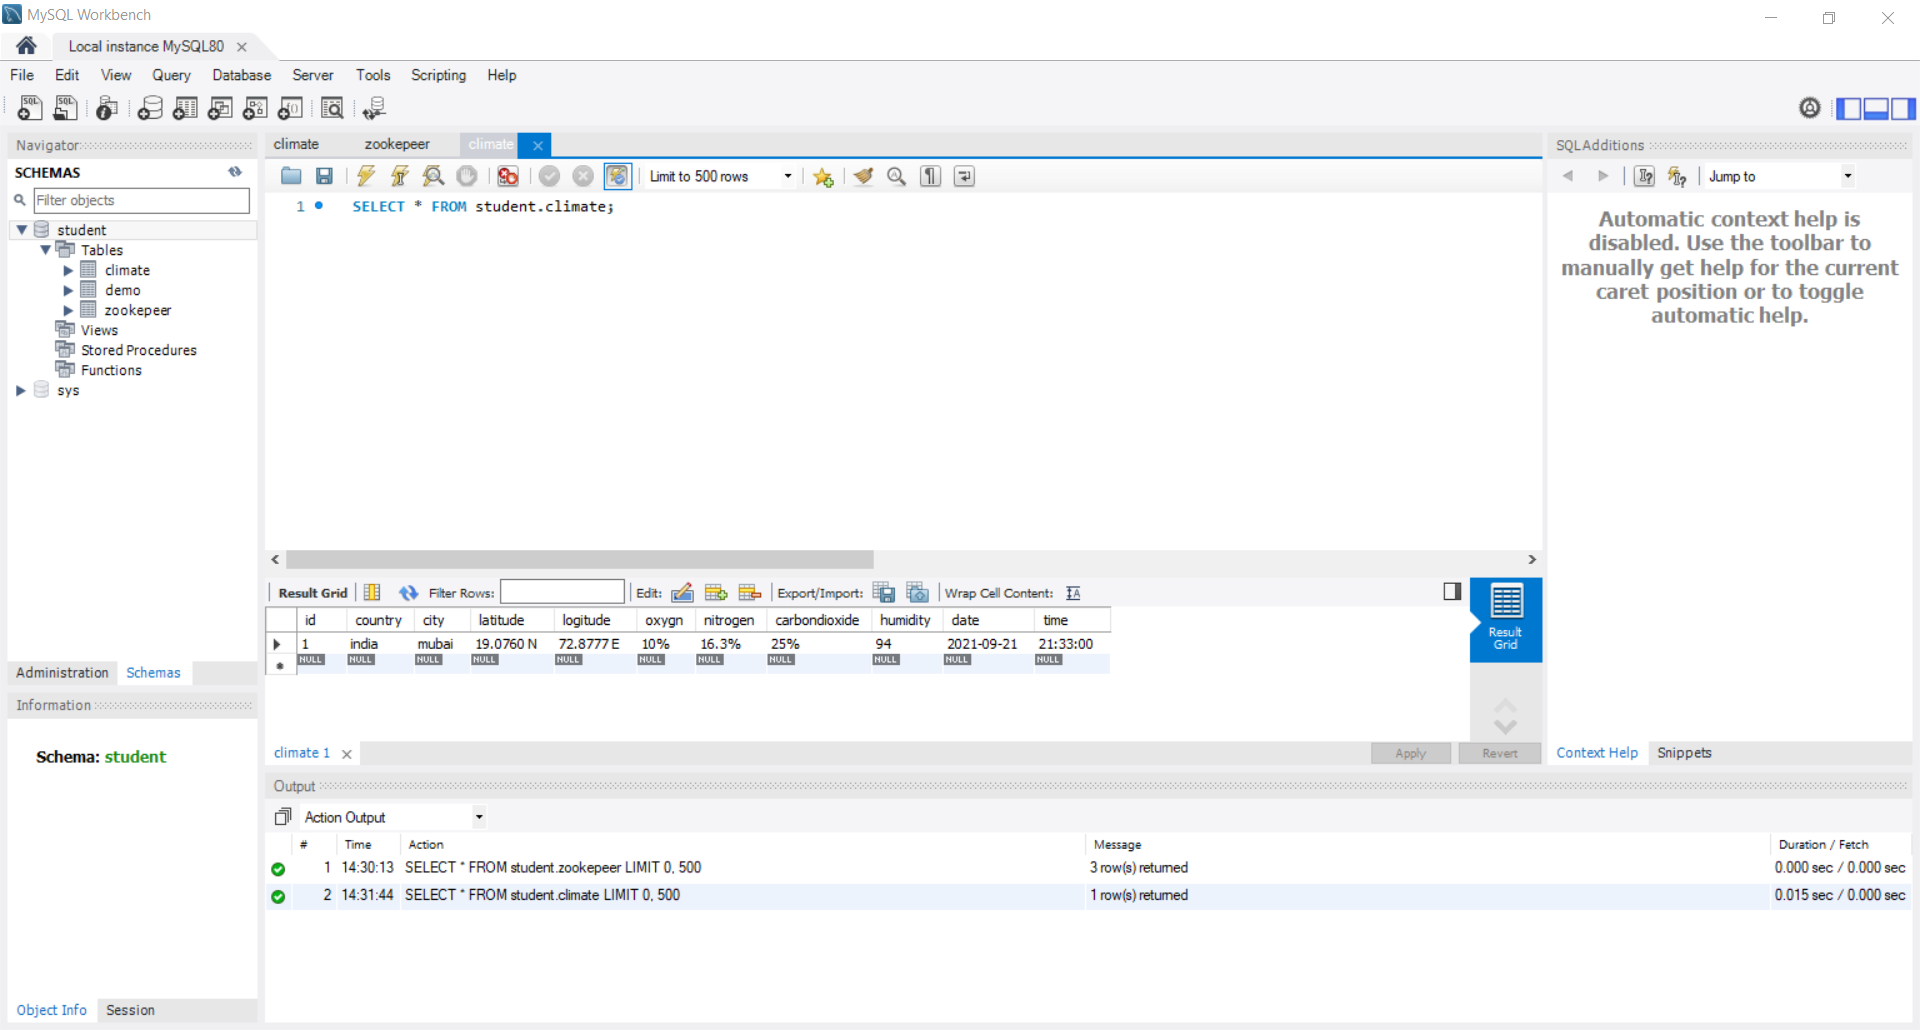 MySQL Workbench
Local instance MySQL80
File Edit View Query Database Server Tools Scripting Help
Navigator
SCHEMAS
Filter objects
student
Tables
climate
demo
zookepeer
Views
Stored Procedures
Functions
sys
Administration Schemas
Information
Schema: student
Object Info Session
climate zookepeer climate
Limit to 500 rows
1 SELECT * FROM student.climate;
Result Grid Filter Rows: Edit: Export/Import: Wrap Cell Content:
id country city latitude logitude oxygn nitrogen carbondioxide humidity date time
1 india mubai 19.0760 N 72.8777 E 10% 16.3% 25% 94 2021-09-21 21:33:00
NULL NULL NULL NULL NULL NULL NULL NULL NULL NULL NULL
Result
Grid
climate 1
Apply Revert
SQLAdditions
Jump to
Automatic context help is
disabled. Use the toolbar to
manually get help for the current
caret position or to toggle
automatic help.
Context Help Snippets
Output
Action Output
# Time Action Message Duration / Fetch
1 14:30:13 SELECT * FROM student.zookepeer LIMIT 0, 500 3 row(s) returned 0.000 sec / 0.000 sec
2 14:31:44 SELECT * FROM student.climate LIMIT 0, 500 1 row(s) returned 0.015 sec / 0.000 sec